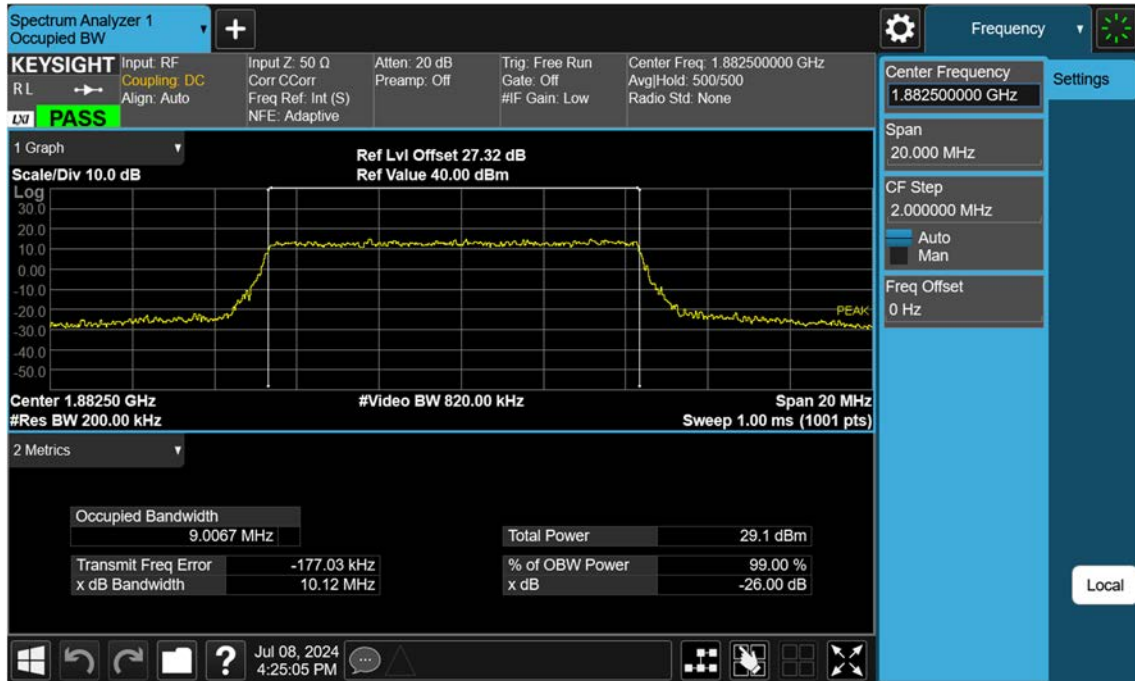 Spectrum Analyzer 1
Occupied BW
Frequency
KEYSIGHT
RL
LXI
PASS
Input: RF
Coupling: DC
Align: Auto
Input Z: 50 Ω
Corr CCorr
Freq Ref: Int (S)
NFE: Adaptive
Atten: 20 dB
Preamp: Off
Trig: Free Run
Gate: Off
#IF Gain: Low
Center Freq: 1.882500000 GHz
Avg|Hold: 500/500
Radio Std: None
Center Frequency
1.882500000 GHz
Settings
Span
20.000 MHz
CF Step
2.000000 MHz
Auto
Man
Freq Offset
0 Hz
Local
1 Graph
Ref Lvl Offset 27.32 dB
Scale/Div 10.0 dB
Ref Value 40.00 dBm
Log
30.0
20.0
10.0
0.00
-10.0
-20.0
-30.0
-40.0
-50.0
PEAK
Center 1.88250 GHz
#Video BW 820.00 kHz
Span 20 MHz
#Res BW 200.00 kHz
Sweep 1.00 ms (1001 pts)
2 Metrics
Occupied Bandwidth
9.0067 MHz
Total Power 29.1 dBm
Transmit Freq Error -177.03 kHz
% of OBW Power 99.00 %
x dB Bandwidth 10.12 MHz
x dB -26.00 dB
?
Jul 08, 2024
4:25:05 PM